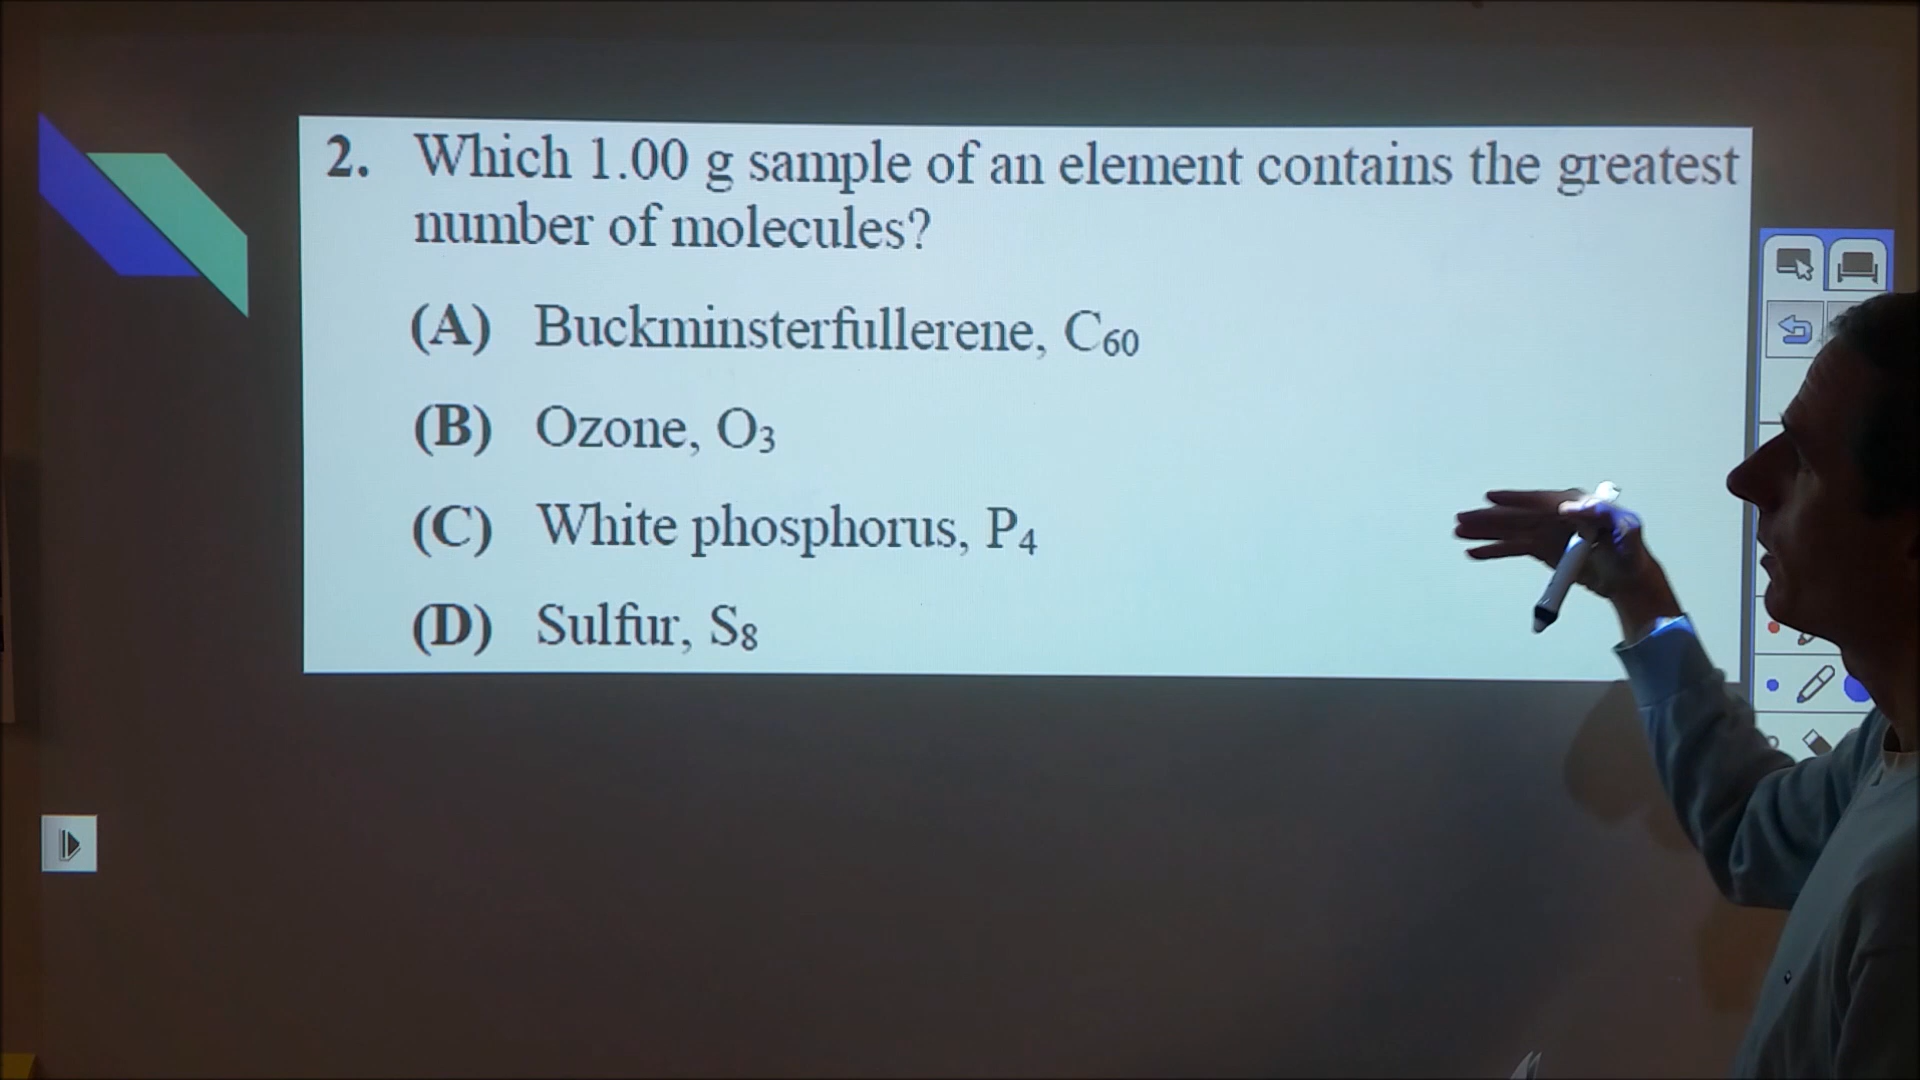 2. Which 1.00 g sample of an element contains the greatest
number of molecules?
(A) Buckminsterfullerene, C₆₀
(B) Ozone, O₃
(C) White phosphorus, P₄
(D) Sulfur, S₈